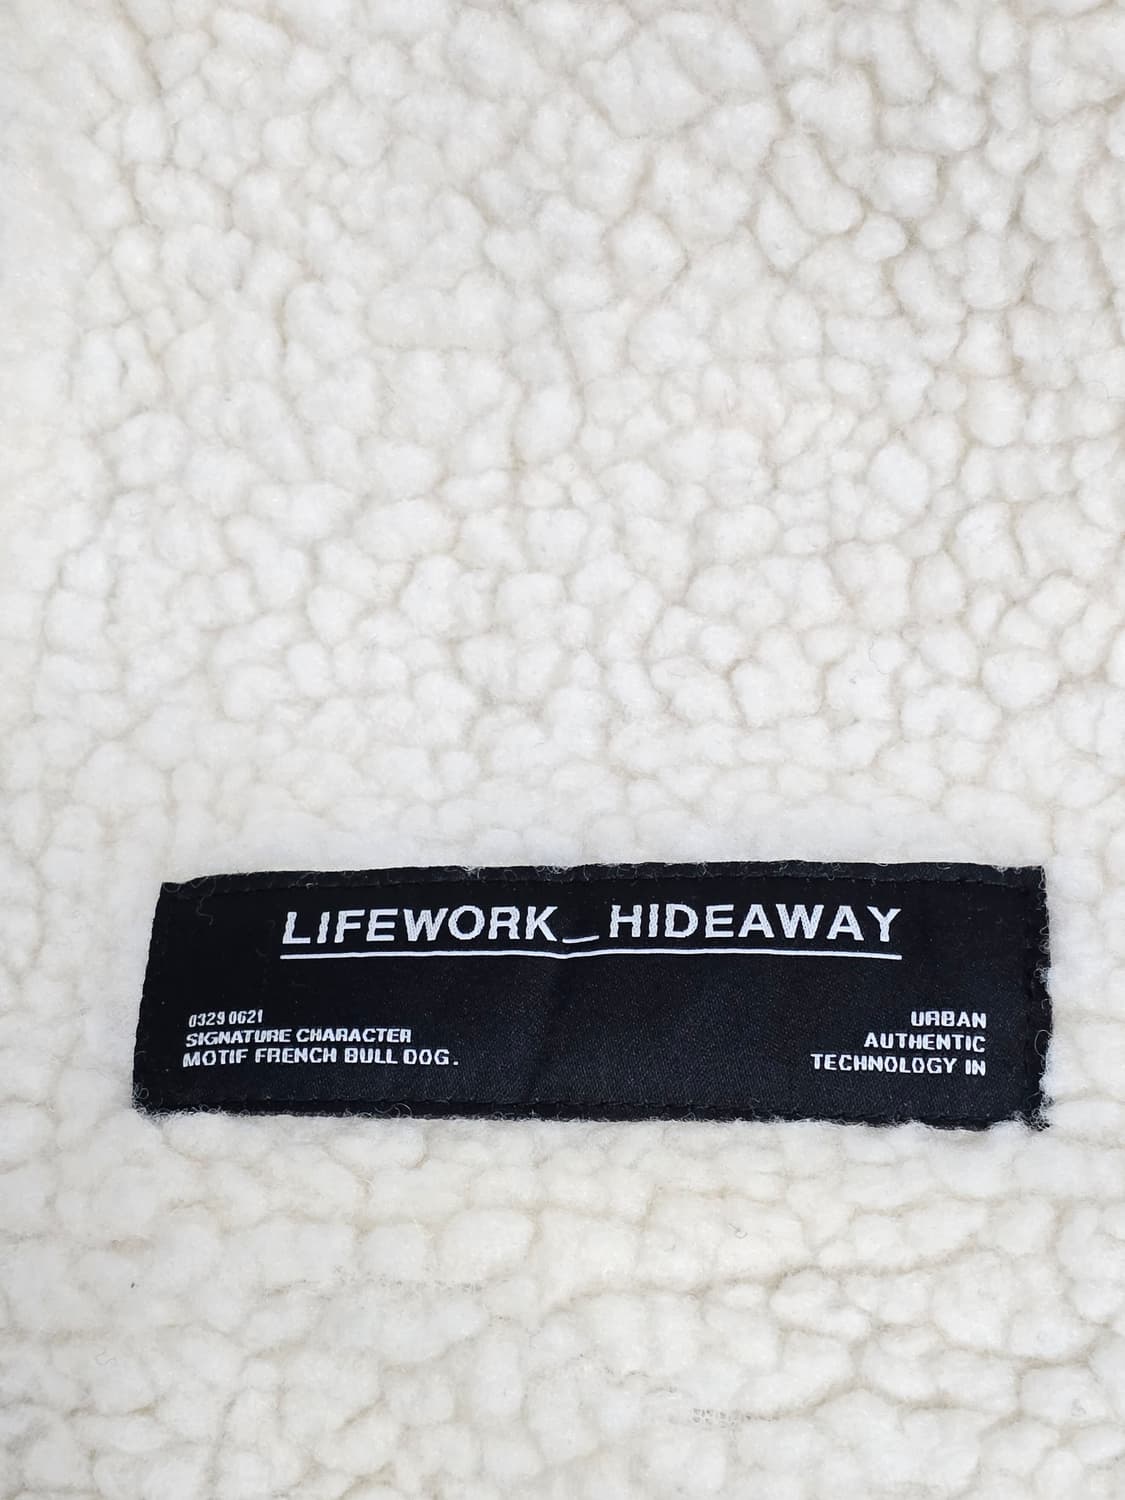 LIFEWORK_HIDEAWAY
0329 0621
SIGNATURE CHARACTER
MOTIF FRENCH BULL DOG.
URBAN
AUTHENTIC
TECHNOLOGY IN